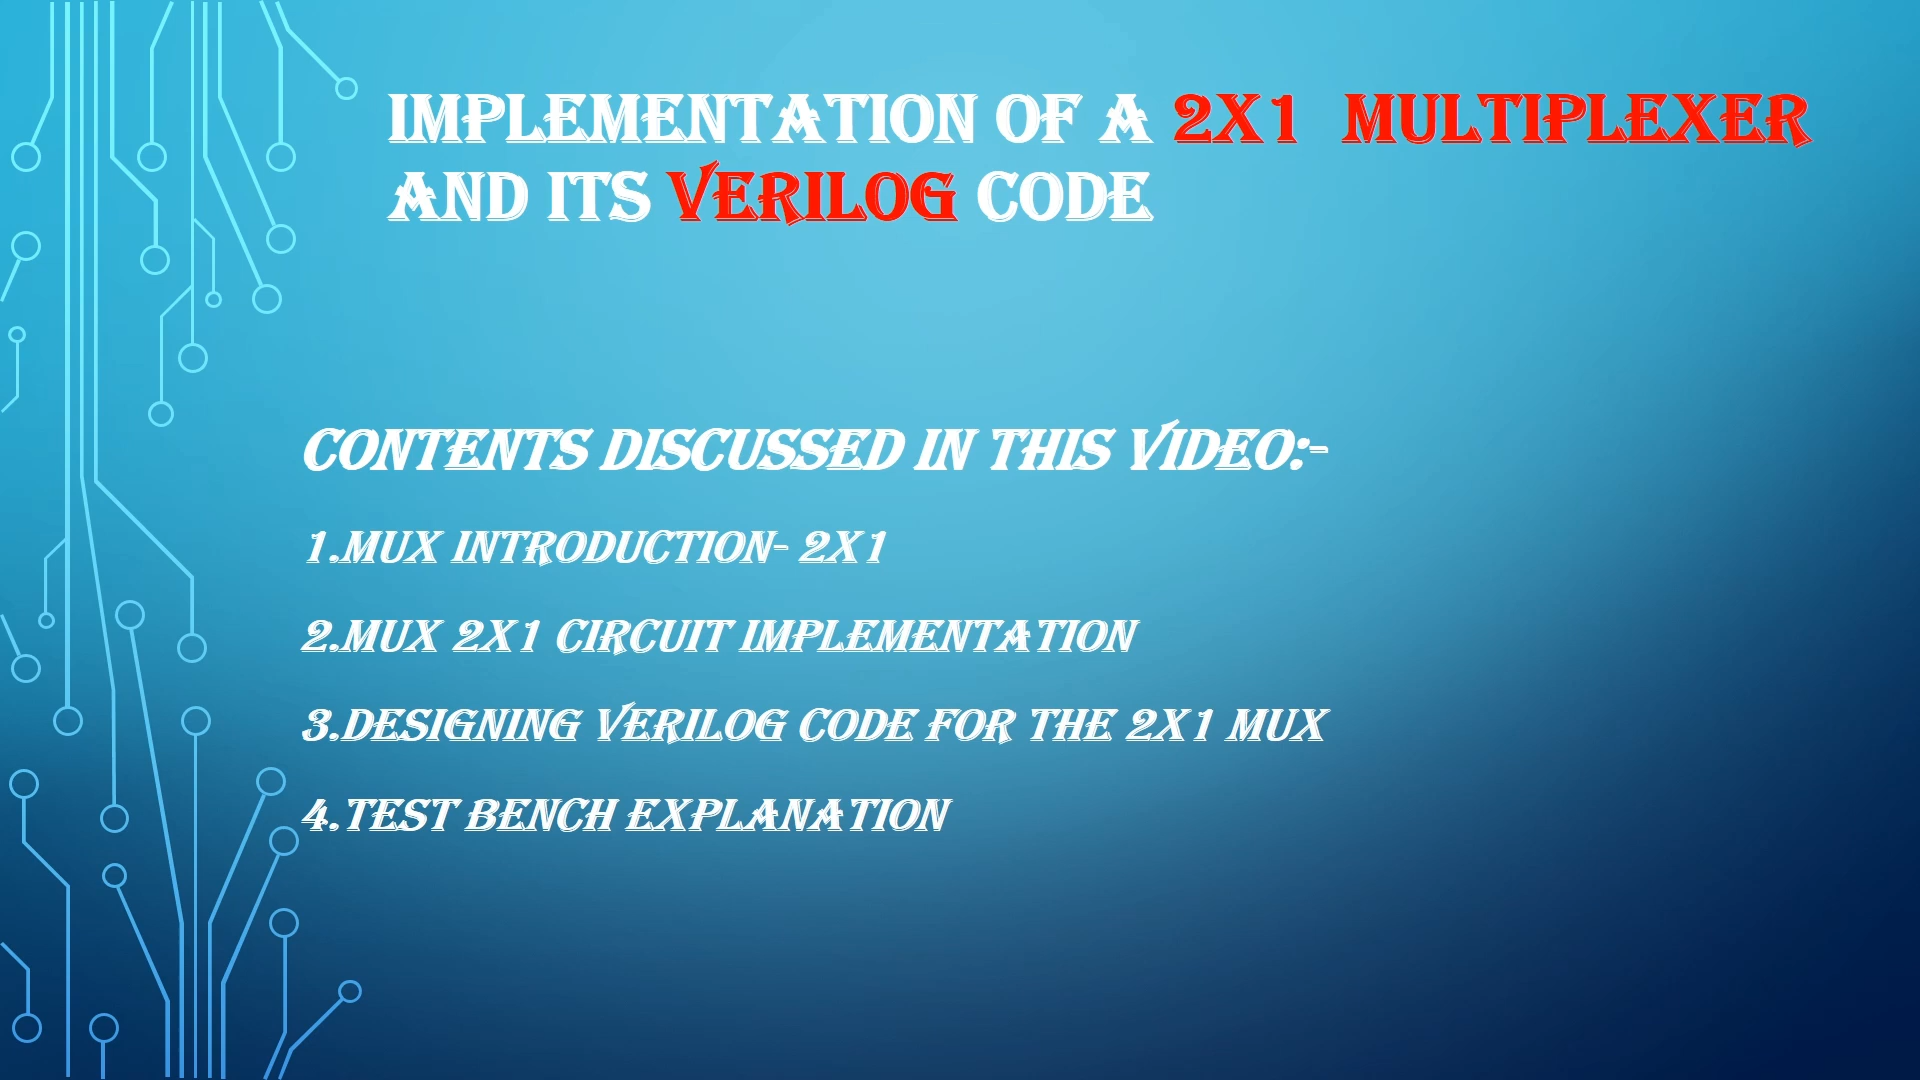 IMPLEMENTATION OF A 2X1 MULTIPLEXER
AND ITS VERILOG CODE
CONTENTS DISCUSSED IN THIS VIDEO:-
1.MUX INTRODUCTION- 2X1
2.MUX 2X1 CIRCUIT IMPLEMENTATION
3.DESIGNING VERILOG CODE FOR THE 2X1 MUX
4.TEST BENCH EXPLANATION